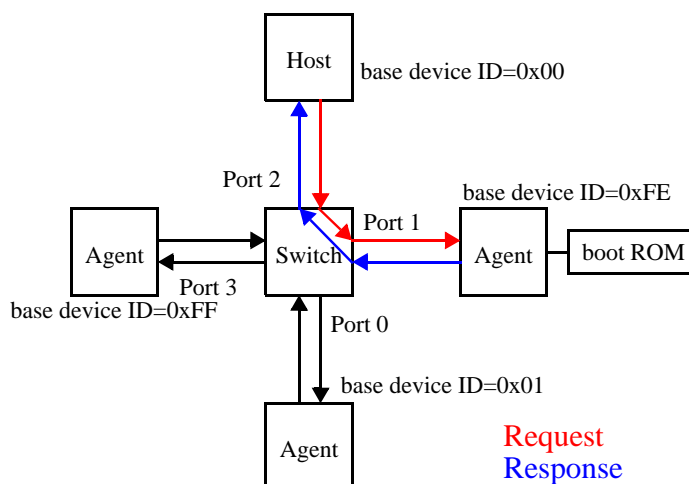 Host
base device ID=0x00
Port 2
base device ID=0xFE
Port 1
Agent
Switch
Agent
boot ROM
Port 3
base device ID=0xFF
Port 0
base device ID=0x01
Agent
Request
Response